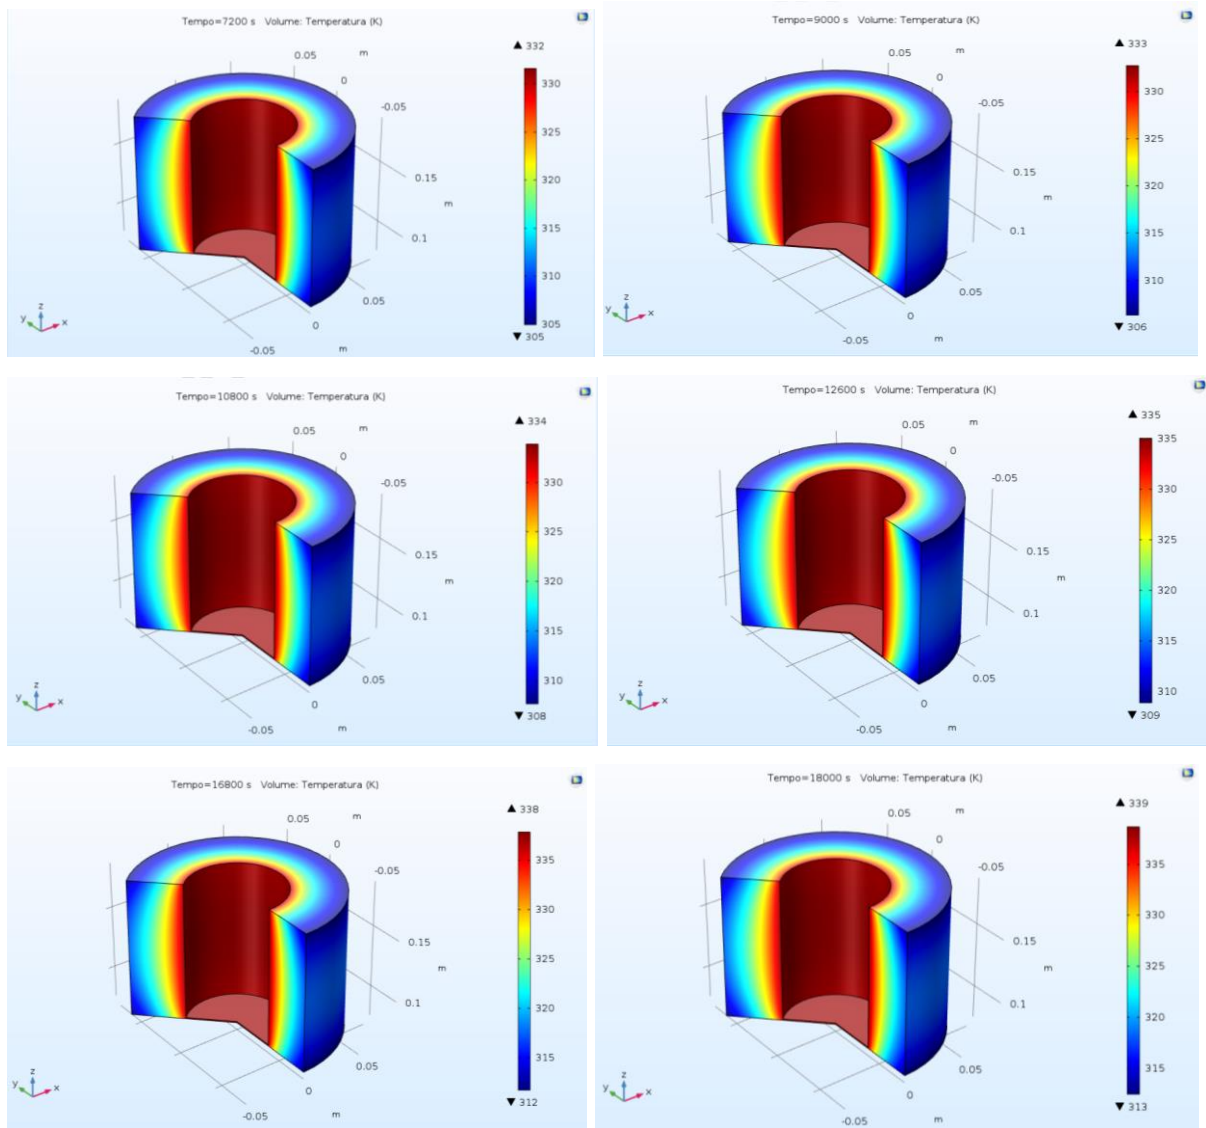 Tempo=7200 s Volume: Temperatura (K)
▲ 332
0.05 m
0
-0.05
0.15
m
0.1
0.05
0
m
-0.05
330
325
320
315
310
305
▼ 305
z
y x
Tempo=9000 s Volume: Temperatura (K)
▲ 333
0.05 m
0
-0.05
0.15
m
0.1
0.05
0
m
-0.05
330
325
320
315
310
▼ 306
z
y x
Tempo=10800 s Volume: Temperatura (K)
▲ 334
0.05 m
0
-0.05
0.15
m
0.1
0.05
0
m
-0.05
330
325
320
315
310
▼ 308
z
y x
Tempo=12600 s Volume: Temperatura (K)
▲ 335
0.05 m
0
-0.05
0.15
m
0.1
0.05
0
m
-0.05
335
330
325
320
315
310
▼ 309
z
y x
Tempo=16800 s Volume: Temperatura (K)
▲ 338
0.05 m
0
-0.05
0.15
m
0.1
0.05
0
m
-0.05
335
330
325
320
315
▼ 312
z
y x
Tempo=18000 s Volume: Temperatura (K)
▲ 339
0.05 m
0
-0.05
0.15
m
0.1
0.05
0
m
-0.05
335
330
325
320
315
▼ 313
z
y x